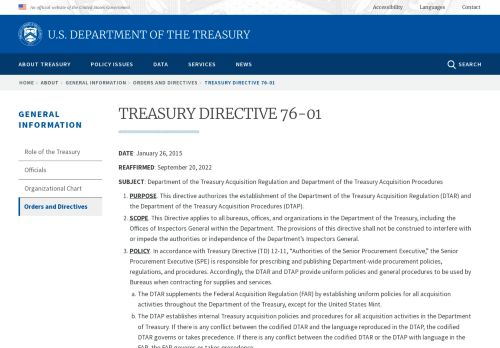 An official website of the United States Government
Accessibility Languages Contact
U.S. DEPARTMENT OF THE TREASURY
ABOUT TREASURY POLICY ISSUES DATA SERVICES NEWS SEARCH
HOME › ABOUT › GENERAL INFORMATION › ORDERS AND DIRECTIVES › TREASURY DIRECTIVE 76-01
GENERAL
INFORMATION
Role of the Treasury
Officials
Organizational Chart
Orders and Directives
TREASURY DIRECTIVE 76-01
DATE: January 26, 2015
REAFFIRMED: September 20, 2022
SUBJECT: Department of the Treasury Acquisition Regulation and Department of the Treasury Acquisition Procedures
1. PURPOSE. This directive authorizes the establishment of the Department of the Treasury Acquisition Regulation (DTAR) and
the Department of the Treasury Acquisition Procedures (DTAP).
2. SCOPE. This Directive applies to all bureaus, offices, and organizations in the Department of the Treasury, including the
Offices of Inspectors General within the Department. The provisions of this directive shall not be construed to interfere with
or impede the authorities or independence of the Department's Inspectors General.
3. POLICY. In accordance with Treasury Directive (TD) 12-11, "Authorities of the Senior Procurement Executive," the Senior
Procurement Executive (SPE) is responsible for prescribing and publishing Department-wide procurement policies,
regulations, and procedures. Accordingly, the DTAR and DTAP provide uniform policies and general procedures to be used by
Bureaus when contracting for supplies and services.
a. The DTAR supplements the Federal Acquisition Regulation (FAR) by establishing uniform policies for all acquisition
activities throughout the Department of the Treasury, except for the United States Mint.
b. The DTAP establishes internal Treasury acquisition policies and procedures for all acquisition activities in the Department
of Treasury. If there is any conflict between the codified DTAR and the language reproduced in the DTAP, the codified
DTAR governs or takes precedence. If there is any conflict between the codified DTAR or the DTAP with language in the
FAR, the FAR governs or takes precedence.